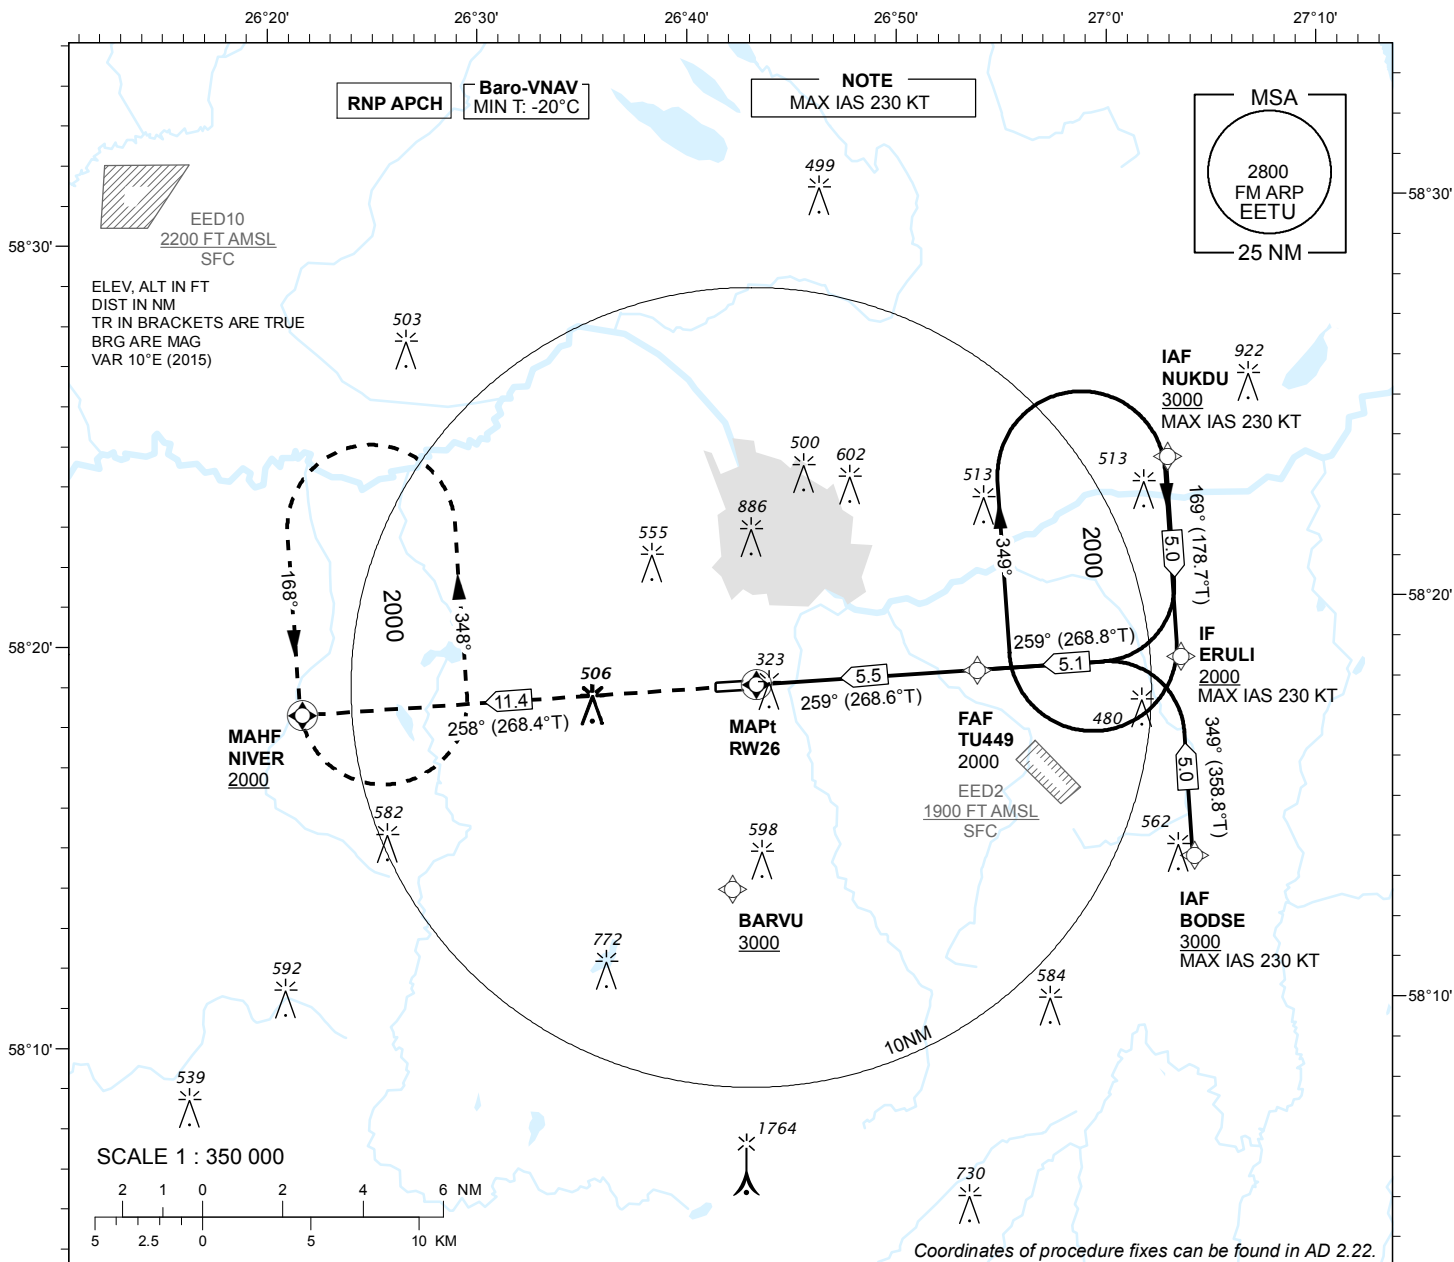 26°20' 26°30' 26°40' 26°50' 27°0' 27°10'
RNP APCH
Baro-VNAV
MIN T: -20°C
NOTE
MAX IAS 230 KT
MSA
2800
FM ARP
EETU
25 NM
58°30'
58°30'
EED10
2200 FT AMSL
SFC
ELEV, ALT IN FT
DIST IN NM
TR IN BRACKETS ARE TRUE
BRG ARE MAG
VAR 10°E (2015)
499
503
IAF
NUKDU
3000
MAX IAS 230 KT
922
500
602
513
513
886
555
169° (178.7°T)
5.0
2000
349°
168°
2000
348°
58°20'
58°20'
259° (268.8°T)
5.1
IF
ERULI
2000
MAX IAS 230 KT
506
323
5.5
259° (268.6°T)
11.4
258° (268.4°T)
MAHF
NIVER
2000
MAPt
RW26
FAF
TU449
2000
480
349° (358.8°T)
5.0
EED2
1900 FT AMSL
SFC
582
598
562
BARVU
3000
IAF
BODSE
3000
MAX IAS 230 KT
772
592
584
58°10'
58°10'
10NM
539
1764
730
SCALE 1 : 350 000
2 1 0 2 4 6 NM
5 2.5 0 5 10 KM
Coordinates of procedure fixes can be found in AD 2.22.